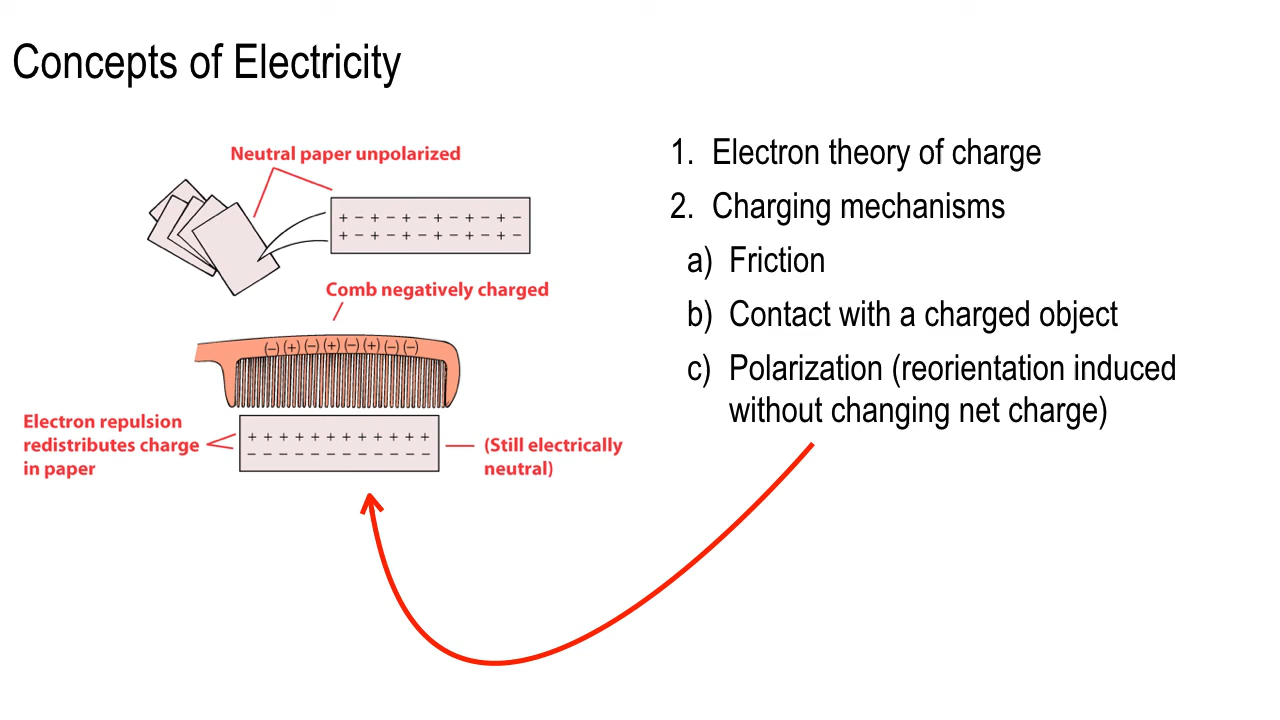 Concepts of Electricity
Neutral paper unpolarized
+ − + − + − + − + − + −
+ − + − + − + − + − + −
Comb negatively charged
(−) (+) (−) (+) (−) (+) (−) (−)
Electron repulsion
redistributes charge
in paper
+ + + + + + + + + + + +
− − − − − − − − − − − −
(Still electrically
neutral)
1. Electron theory of charge
2. Charging mechanisms
a) Friction
b) Contact with a charged object
c) Polarization (reorientation induced
without changing net charge)